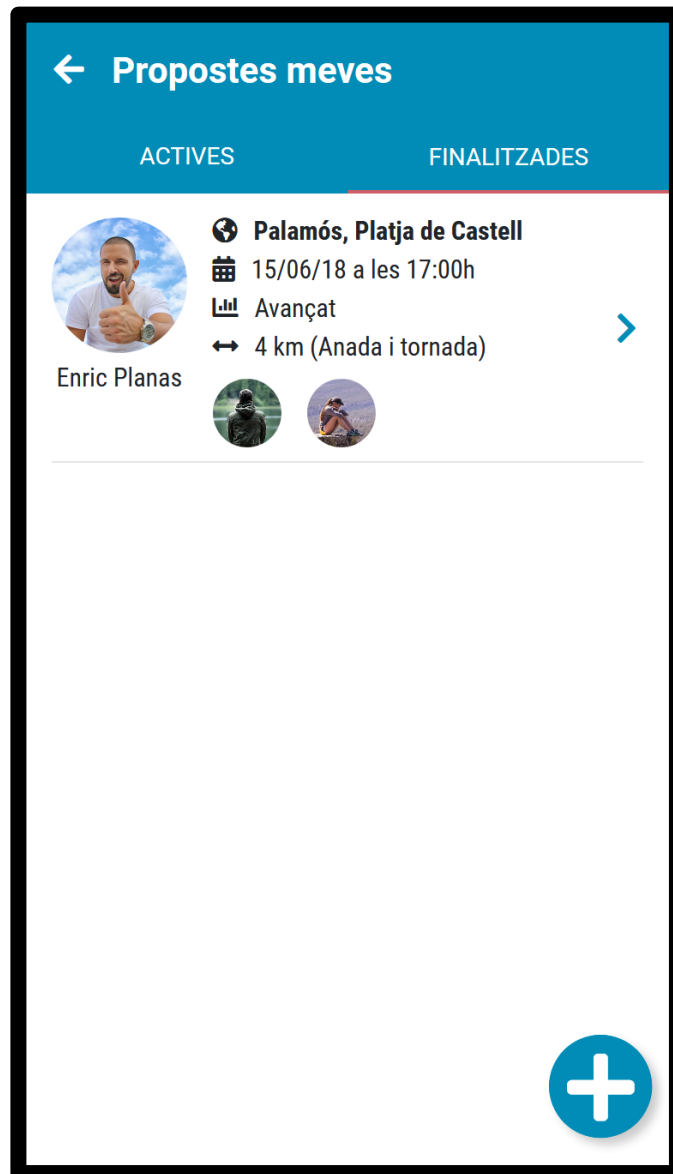 Propostes meves
ACTIVES
FINALITZADES
Palamós, Platja de Castell
15/06/18 a les 17:00h
Avançat
4 km (Anada i tornada)
Enric Planas